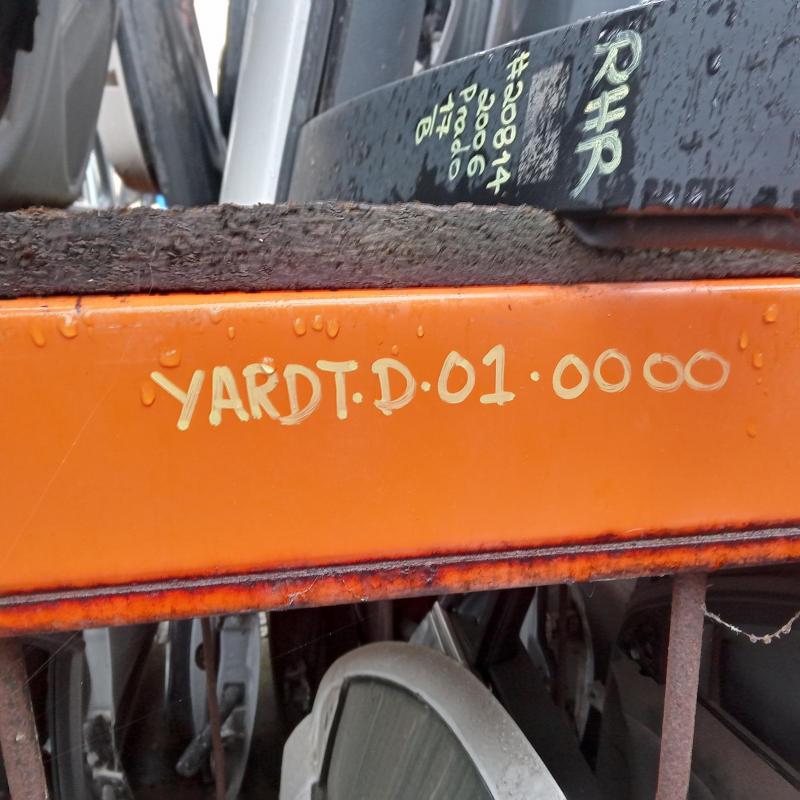 RHR
#20814
2006
Prado
17
B
YARDT.D.01.0000